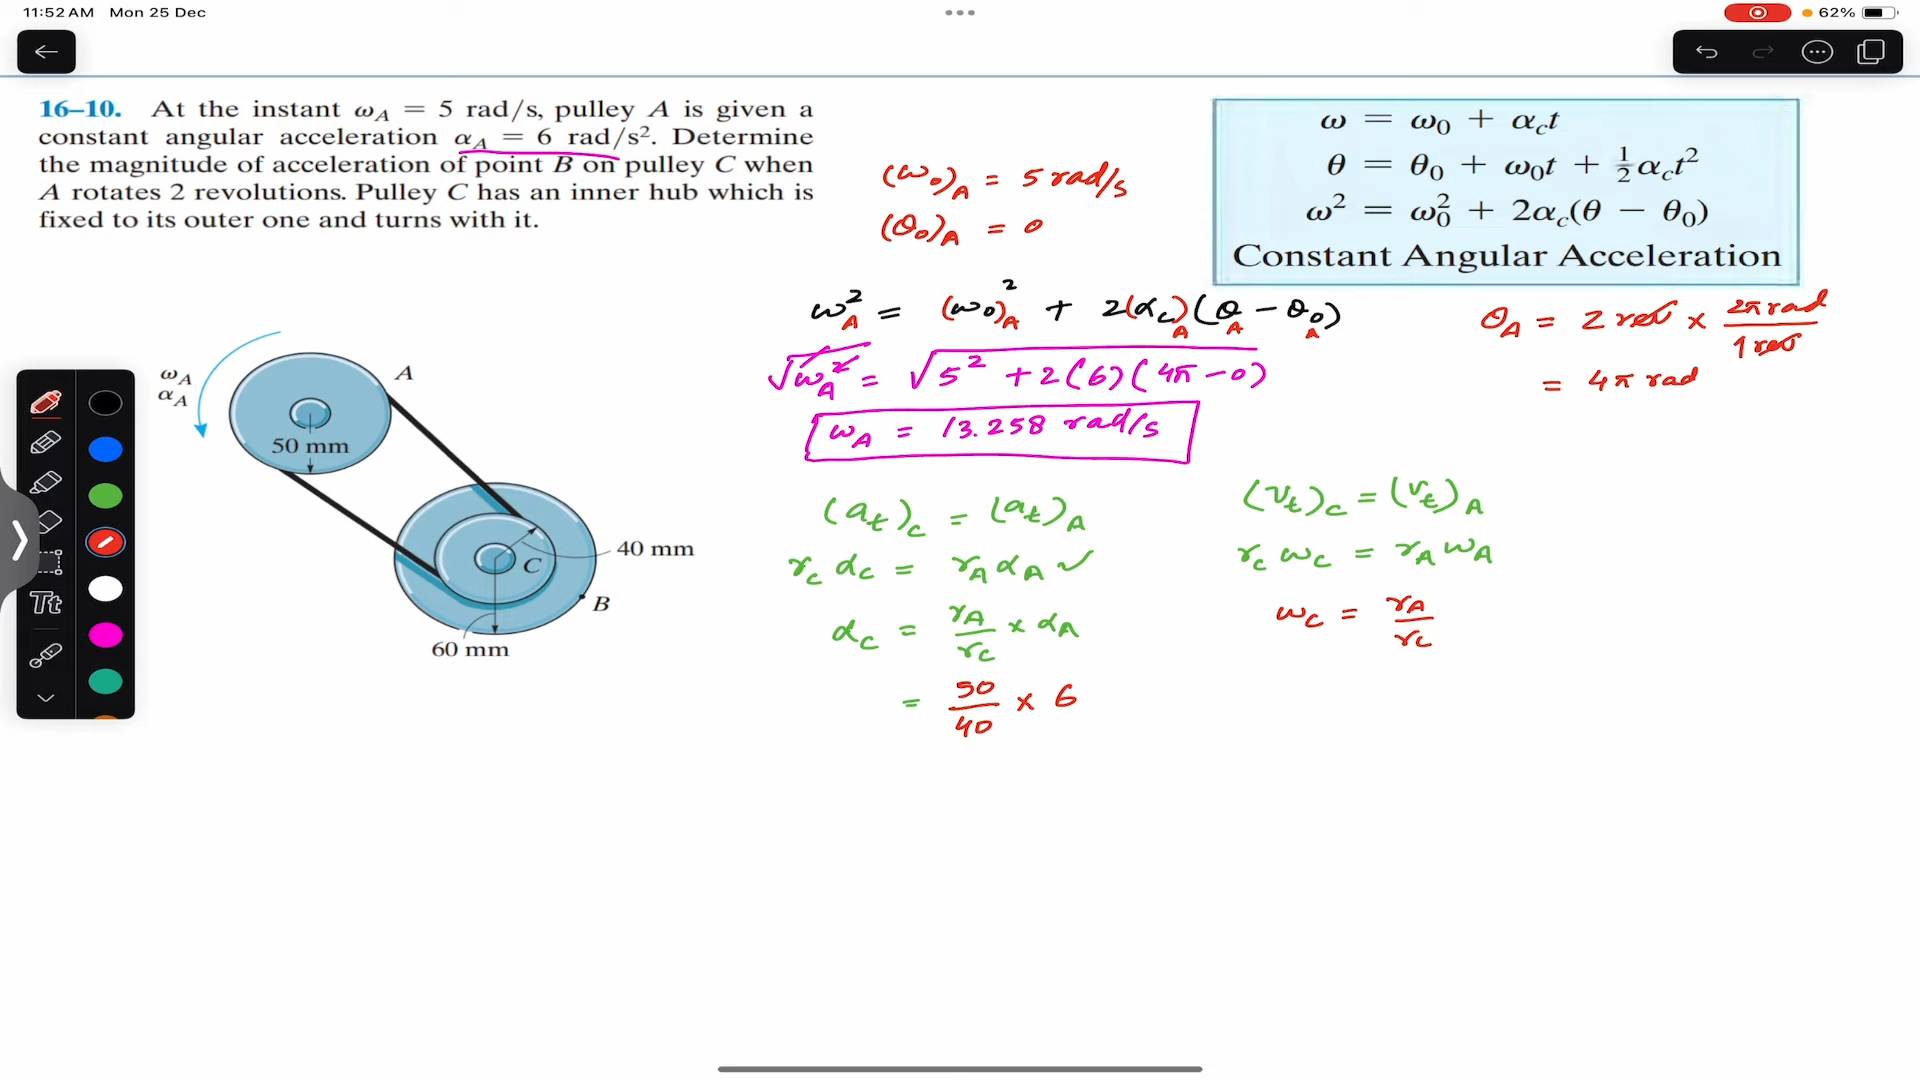 11:52 AM Mon 25 Dec
62%
16–10. At the instant ωA = 5 rad/s, pulley A is given a
constant angular acceleration αA = 6 rad/s². Determine
the magnitude of acceleration of point B on pulley C when
A rotates 2 revolutions. Pulley C has an inner hub which is
fixed to its outer one and turns with it.
ω = ω0 + αct
θ = θ0 + ω0t + ½αct²
ω² = ω0² + 2αc(θ − θ0)
Constant Angular Acceleration
(ω0)A = 5 rad/s
(θ0)A = 0
ωA² = (ω0)A² + 2(αc)A(θA − θ0A)
√ωA² = √5² + 2(6)(4π − 0)
ωA = 13.258 rad/s
θA = 2 rev × 2π rad / 1 rev
= 4π rad
(at)C = (at)A
rC αC = rA αA ✓
αC = rA/rC × αA
= 50/40 × 6
(vt)C = (vt)A
rC ωC = rA ωA
ωC = rA/rC
ωA
αA
A
50 mm
40 mm
C
B
60 mm
Tt